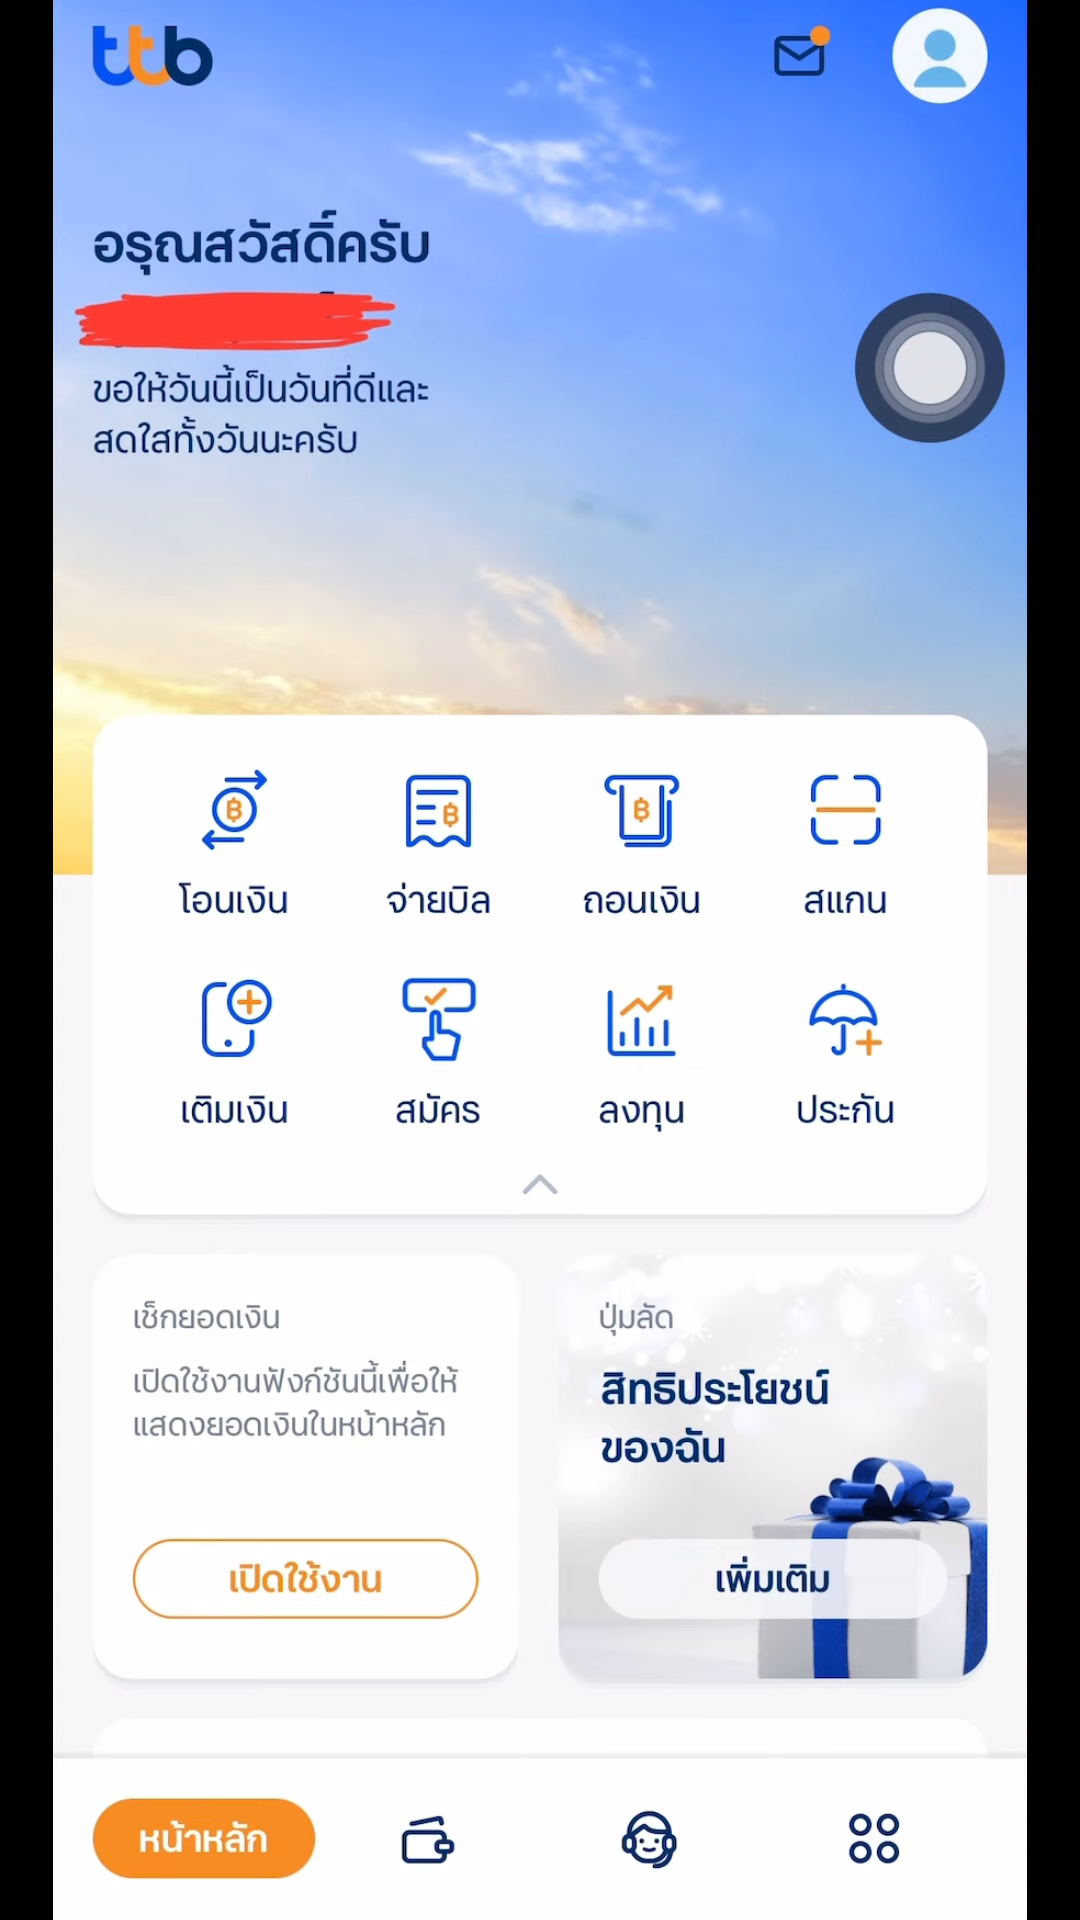 ttb
อรุณสวัสดิ์ครับ
ขอให้วันนี้เป็นวันที่ดีและ
สดใสทั้งวันนะครับ
โอนเงิน
จ่ายบิล
ถอนเงิน
สแกน
เติมเงิน
สมัคร
ลงทุน
ประกัน
เช็กยอดเงิน
เปิดใช้งานฟังก์ชันนี้เพื่อให้
แสดงยอดเงินในหน้าหลัก
เปิดใช้งาน
ปุ่มลัด
สิทธิประโยชน์
ของฉัน
เพิ่มเติม
หน้าหลัก